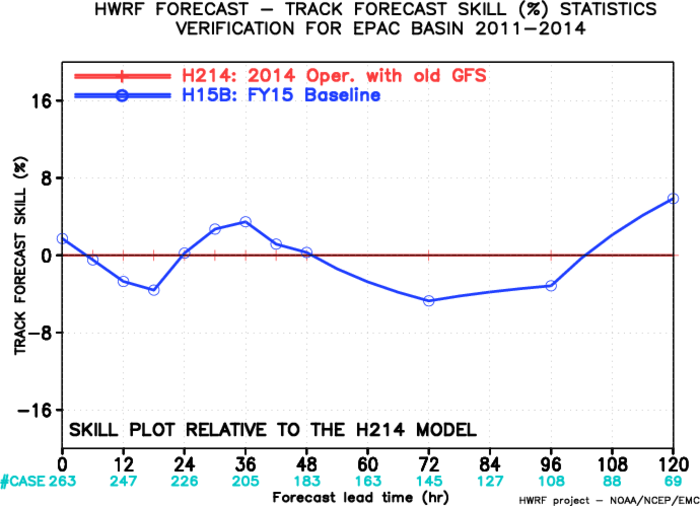 HWRF FORECAST – TRACK FORECAST SKILL (%) STATISTICS
VERIFICATION FOR EPAC BASIN 2011–2014
H214: 2014 Oper. with old GFS
H15B: FY15 Baseline
TRACK FORECAST SKILL (%)
16
8
0
–8
–16
SKILL PLOT RELATIVE TO THE H214 MODEL
0 12 24 36 48 60 72 84 96 108 120
#CASE 263 247 226 205 183 163 145 127 108 88 69
Forecast lead time (hr)
HWRF project – NOAA/NCEP/EMC